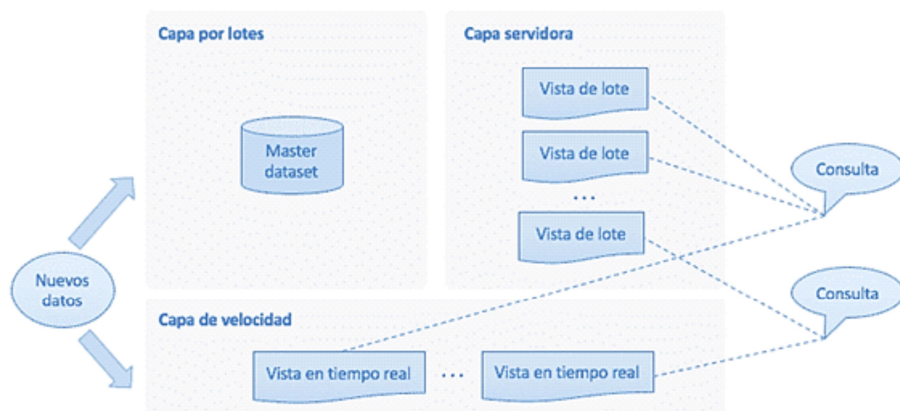 Capa por lotes
Master
dataset
Capa servidora
Vista de lote
Vista de lote
...
Vista de lote
Consulta
Nuevos
datos
Consulta
Capa de velocidad
Vista en tiempo real
...
Vista en tiempo real